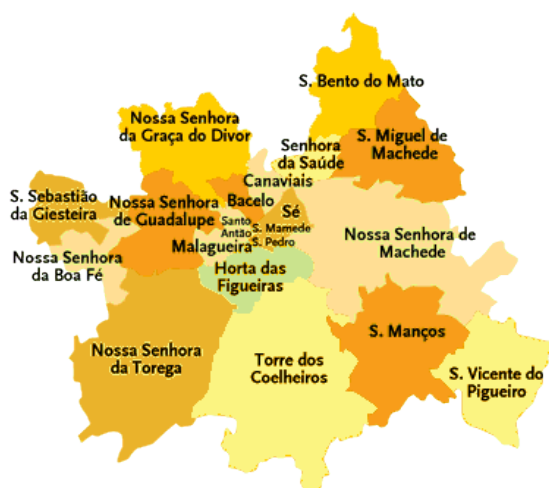 S. Bento do Mato
Nossa Senhora
da Graça do Divor
Senhora
da Saúde
S. Miguel de
Machede
Canaviais
S. Sebastião
da Giesteira
Nossa Senhora
de Guadalupe
Bacelo
Sé
Santo
Antão
S. Mamede
S. Pedro
Malagueira
Nossa Senhora de
Machede
Nossa Senhora
da Boa Fé
Horta das
Figueiras
S. Manços
Nossa Senhora
da Torega
Torre dos
Coelheiros
S. Vicente do
Pigueiro